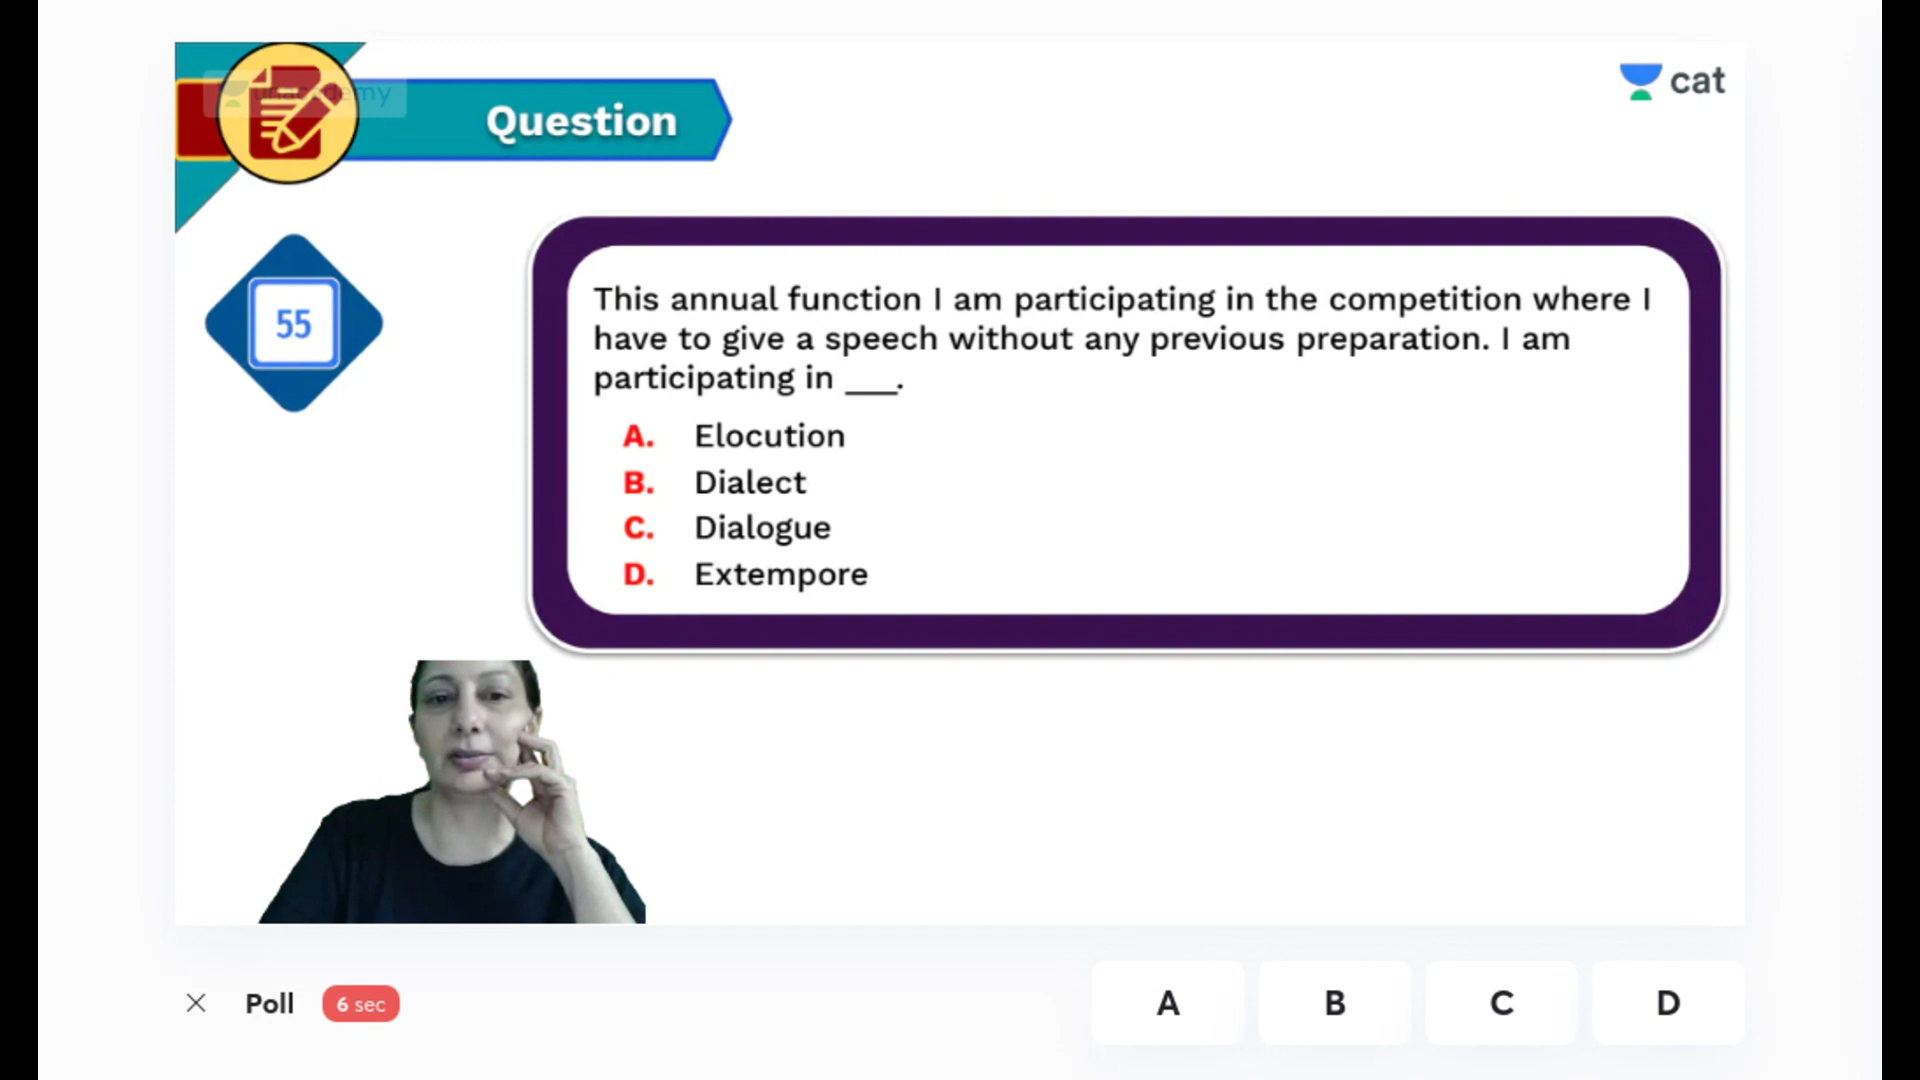 unacademy
Question
cat
55
This annual function I am participating in the competition where I
have to give a speech without any previous preparation. I am
participating in ___.
A. Elocution
B. Dialect
C. Dialogue
D. Extempore
Poll 6 sec
A B C D